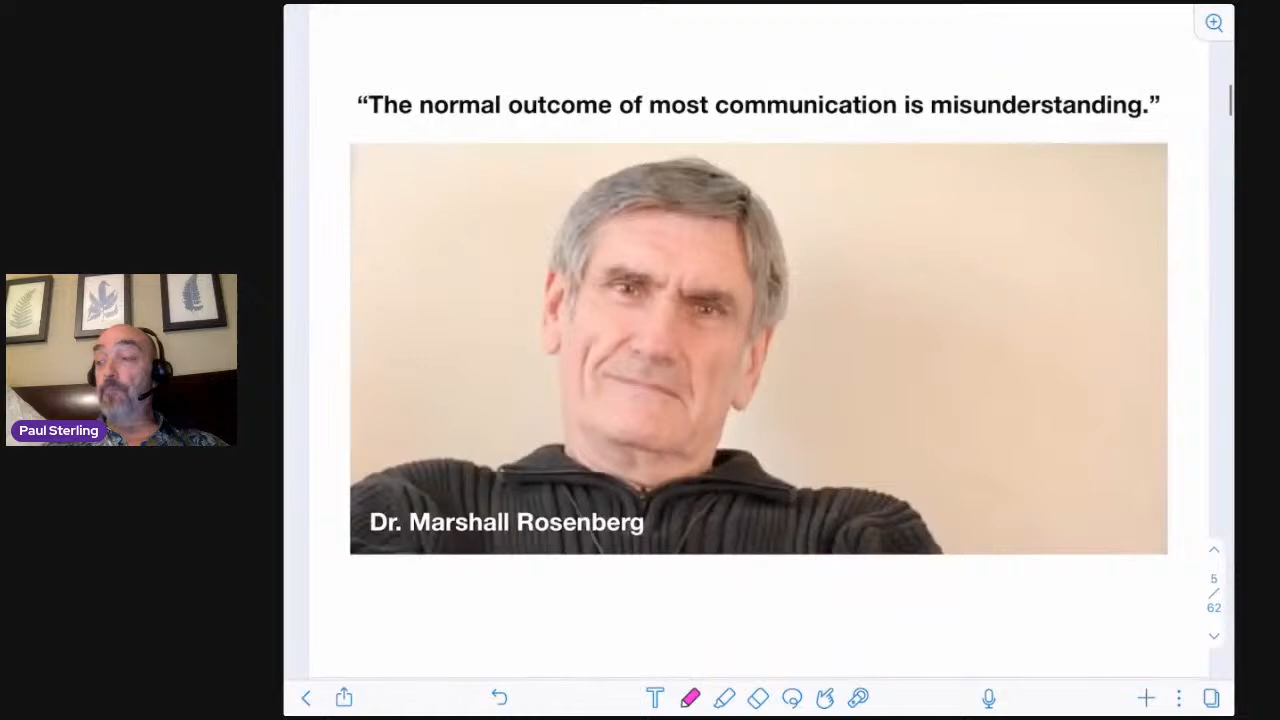 “The normal outcome of most communication is misunderstanding.”
Dr. Marshall Rosenberg
Paul Sterling
5
/
62
T